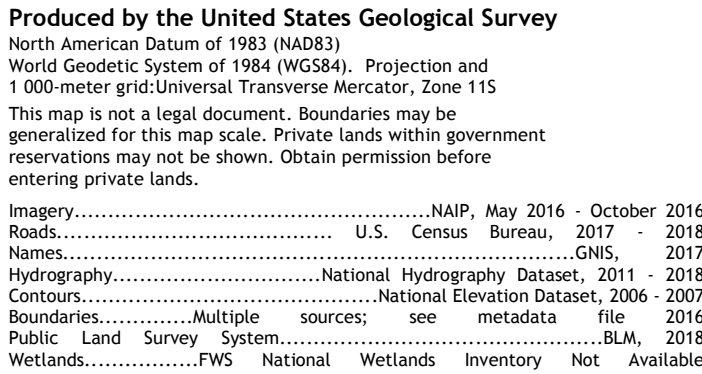 Produced by the United States Geological Survey
North American Datum of 1983 (NAD83)
World Geodetic System of 1984 (WGS84).  Projection and
1 000-meter grid:Universal Transverse Mercator, Zone 11S
This map is not a legal document. Boundaries may be
generalized for this map scale. Private lands within government
reservations may not be shown. Obtain permission before
entering private lands.
Imagery.....................................................NAIP, May 2016 - October 2016
Roads......................................... U.S. Census Bureau, 2017 - 2018
Names............................................................................GNIS, 2017
Hydrography...............................National Hydrography Dataset, 2011 - 2018
Contours............................................National Elevation Dataset, 2006 - 2007
Boundaries..............Multiple sources; see metadata file 2016
Public Land Survey System................................................BLM, 2018
Wetlands.................FWS National Wetlands Inventory Not Available